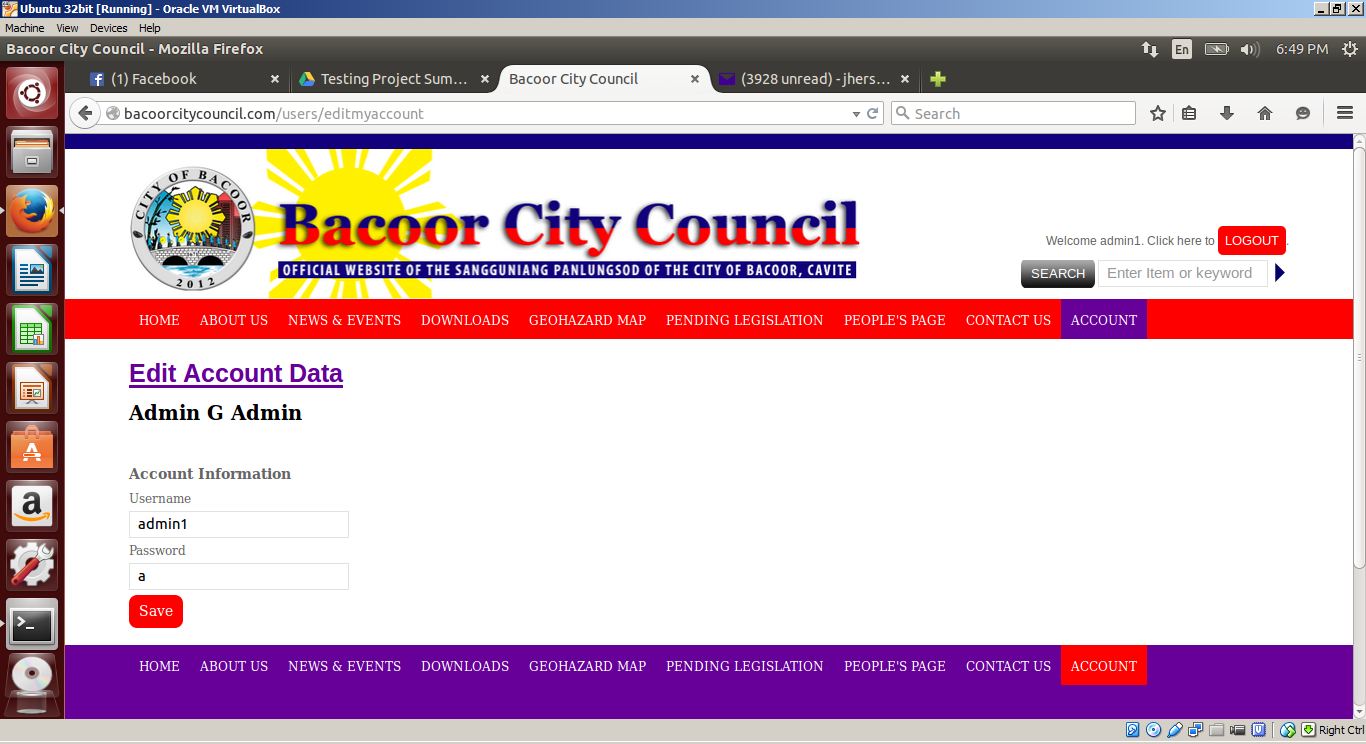 Ubuntu 32bit [Running] - Oracle VM VirtualBox
Machine View Devices Help
Bacoor City Council - Mozilla Firefox
En
6:49 PM
(1) Facebook
Testing Project Sum...
Bacoor City Council
(3928 unread) - jhers...
bacoorcitycouncil.com/users/editmyaccount
Search
CITY OF BACOOR
2012
Bacoor City Council
OFFICIAL WEBSITE OF THE SANGGUNIANG PANLUNGSOD OF THE CITY OF BACOOR, CAVITE
Welcome admin1. Click here to LOGOUT.
SEARCH Enter Item or keyword
HOME ABOUT US NEWS & EVENTS DOWNLOADS GEOHAZARD MAP PENDING LEGISLATION PEOPLE'S PAGE CONTACT US ACCOUNT
Edit Account Data
Admin G Admin
Account Information
Username
admin1
Password
a
Save
HOME ABOUT US NEWS & EVENTS DOWNLOADS GEOHAZARD MAP PENDING LEGISLATION PEOPLE'S PAGE CONTACT US ACCOUNT
Right Ctrl